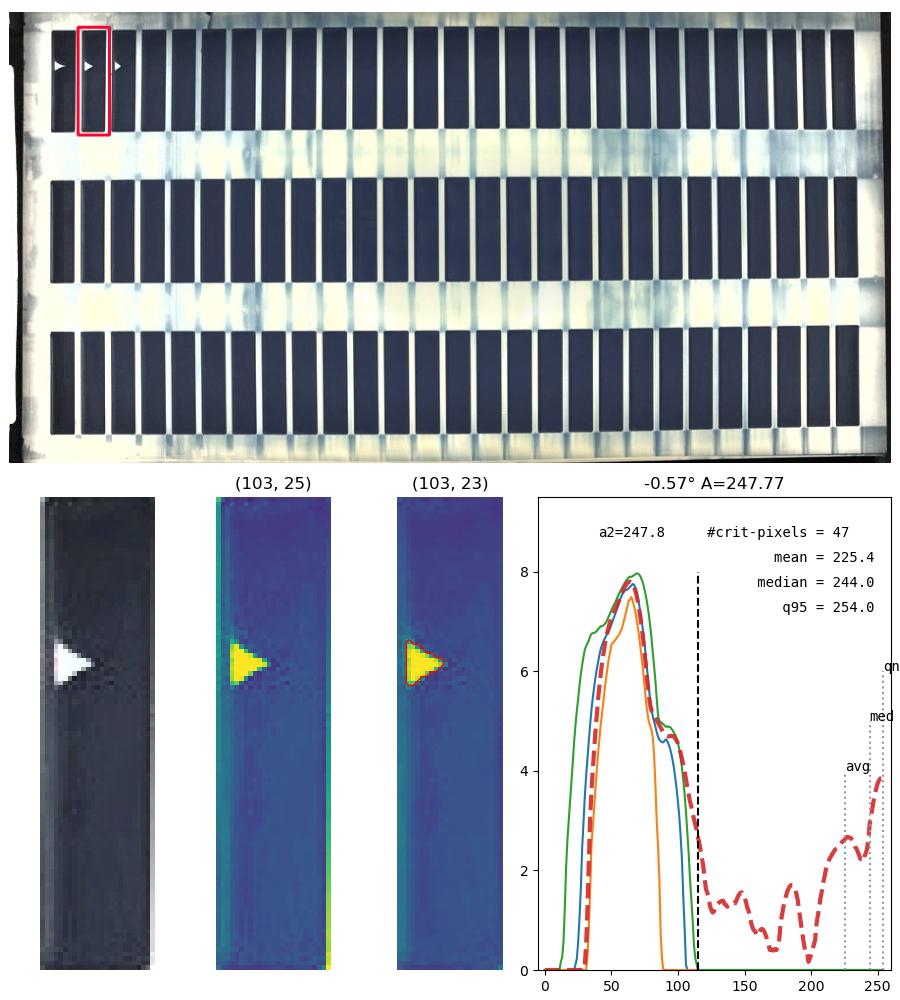 (103, 25)
(103, 23)
-0.57° A=247.77
a2=247.8
#crit-pixels = 47
mean = 225.4
median = 244.0
q95 = 254.0
qn
med
avg
8
6
4
2
0
0 50 100 150 200 250